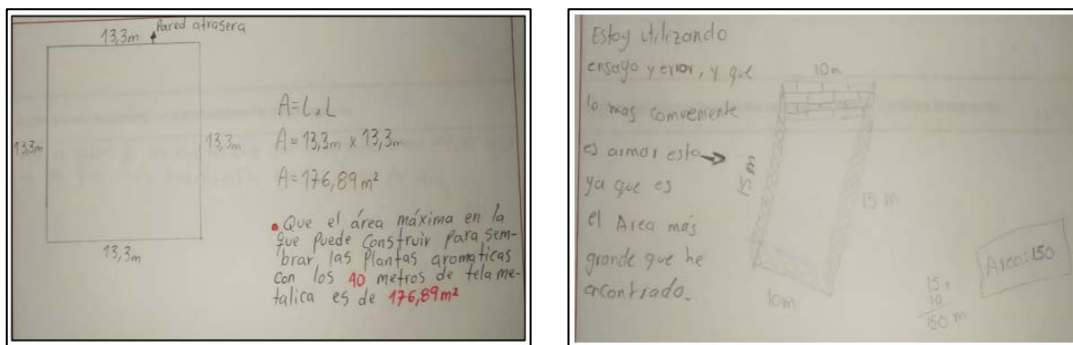 Pared atrasera
13,3m
13,3m
13,3m
13,3m
A=L×L
A=13,3m x 13,3m
A=176,89m²
• Que el área máxima en la
que puede construir para sem-
brar las plantas aromaticas
con los 40 metros de tela me-
talica es de 176,89m²
Estoy utilizando
ensayo y error, y que
lo mas comveniente
es armar esta
ya que es
el Area más
grande que he
encontrado.
10m
15 m
15 m
10m
15x
10
150 m
Area: 150